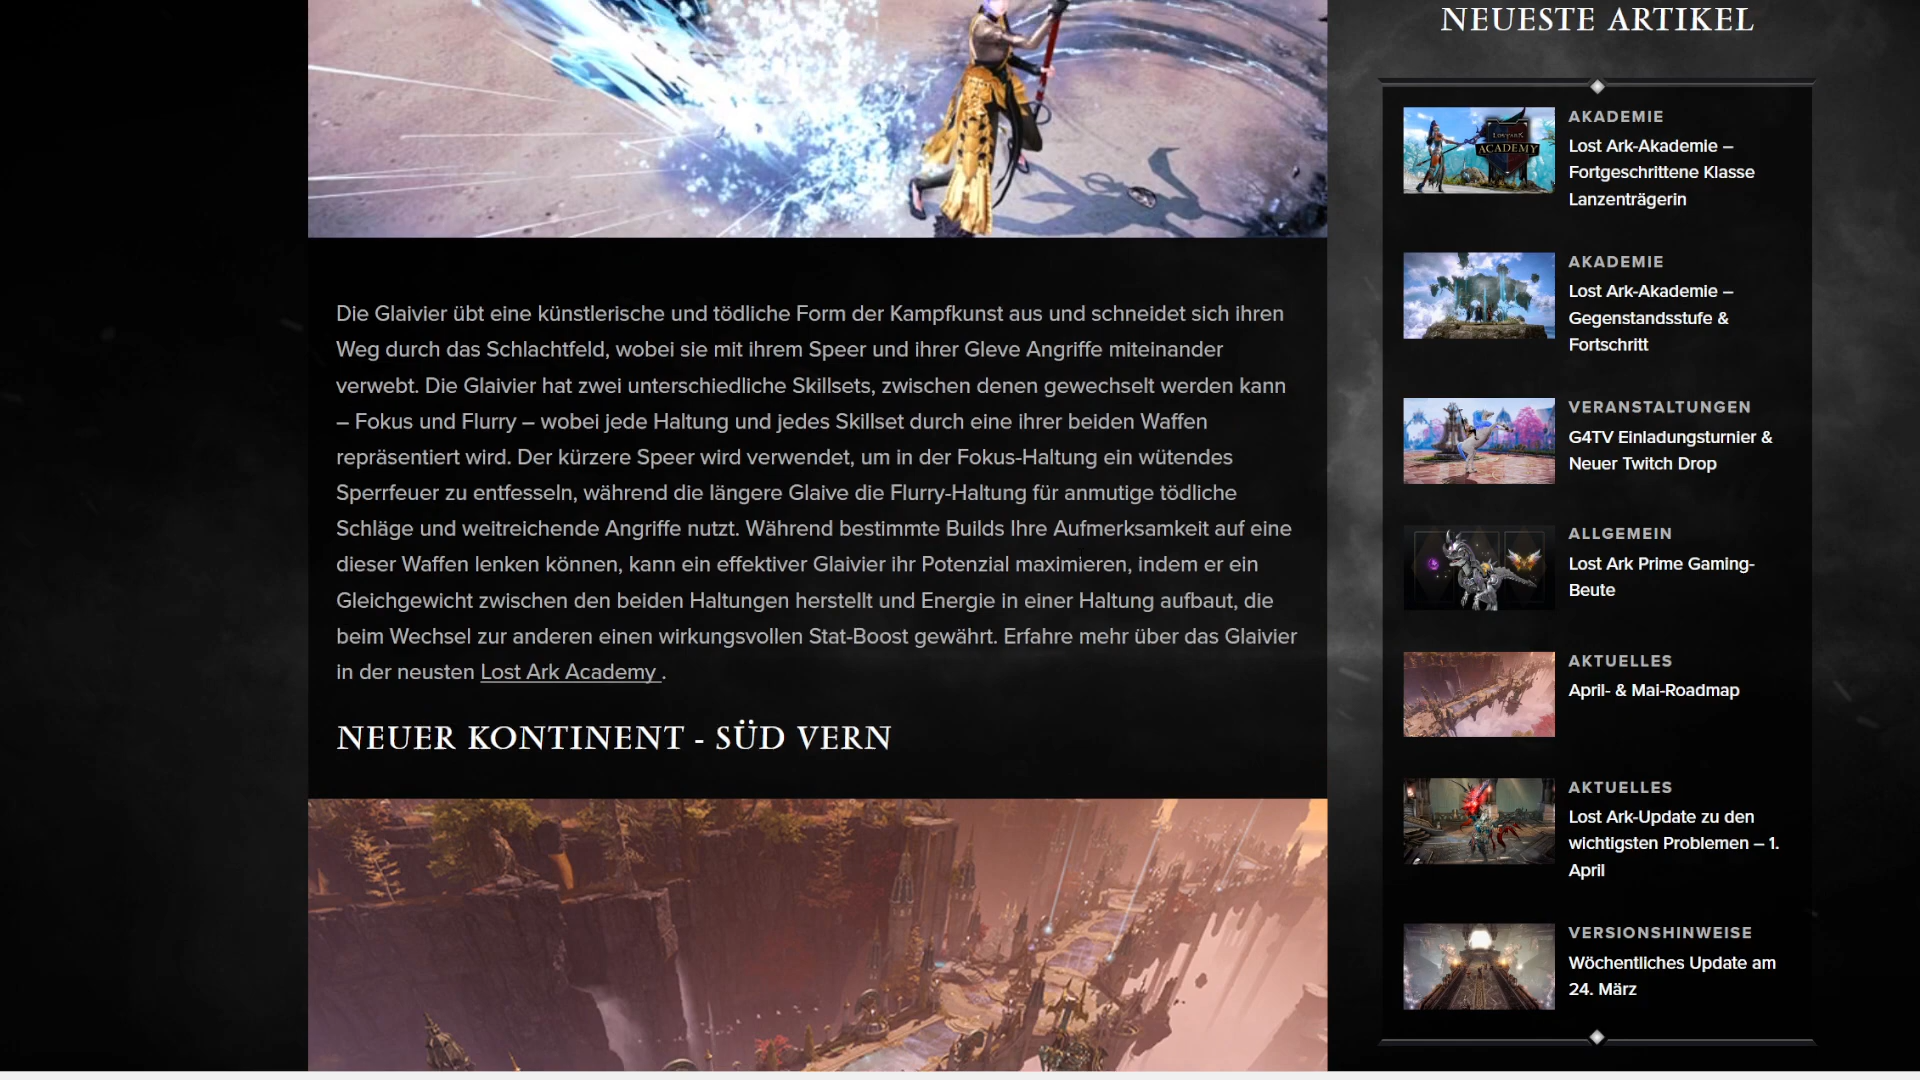 Die Glaivier übt eine künstlerische und tödliche Form der Kampfkunst aus und schneidet sich ihren
Weg durch das Schlachtfeld, wobei sie mit ihrem Speer und ihrer Gleve Angriffe miteinander
verwebt. Die Glaivier hat zwei unterschiedliche Skillsets, zwischen denen gewechselt werden kann
– Fokus und Flurry – wobei jede Haltung und jedes Skillset durch eine ihrer beiden Waffen
repräsentiert wird. Der kürzere Speer wird verwendet, um in der Fokus-Haltung ein wütendes
Sperrfeuer zu entfesseln, während die längere Glaive die Flurry-Haltung für anmutige tödliche
Schläge und weitreichende Angriffe nutzt. Während bestimmte Builds Ihre Aufmerksamkeit auf eine
dieser Waffen lenken können, kann ein effektiver Glaivier ihr Potenzial maximieren, indem er ein
Gleichgewicht zwischen den beiden Haltungen herstellt und Energie in einer Haltung aufbaut, die
beim Wechsel zur anderen einen wirkungsvollen Stat-Boost gewährt. Erfahre mehr über das Glaivier
in der neusten Lost Ark Academy .
NEUER KONTINENT - SÜD VERN
NEUESTE ARTIKEL
LOST ARK
ACADEMY
AKADEMIE
Lost Ark-Akademie –
Fortgeschrittene Klasse
Lanzenträgerin
AKADEMIE
Lost Ark-Akademie –
Gegenstandsstufe &
Fortschritt
VERANSTALTUNGEN
G4TV Einladungsturnier &
Neuer Twitch Drop
ALLGEMEIN
Lost Ark Prime Gaming-
Beute
AKTUELLES
April- & Mai-Roadmap
AKTUELLES
Lost Ark-Update zu den
wichtigsten Problemen – 1.
April
VERSIONSHINWEISE
Wöchentliches Update am
24. März